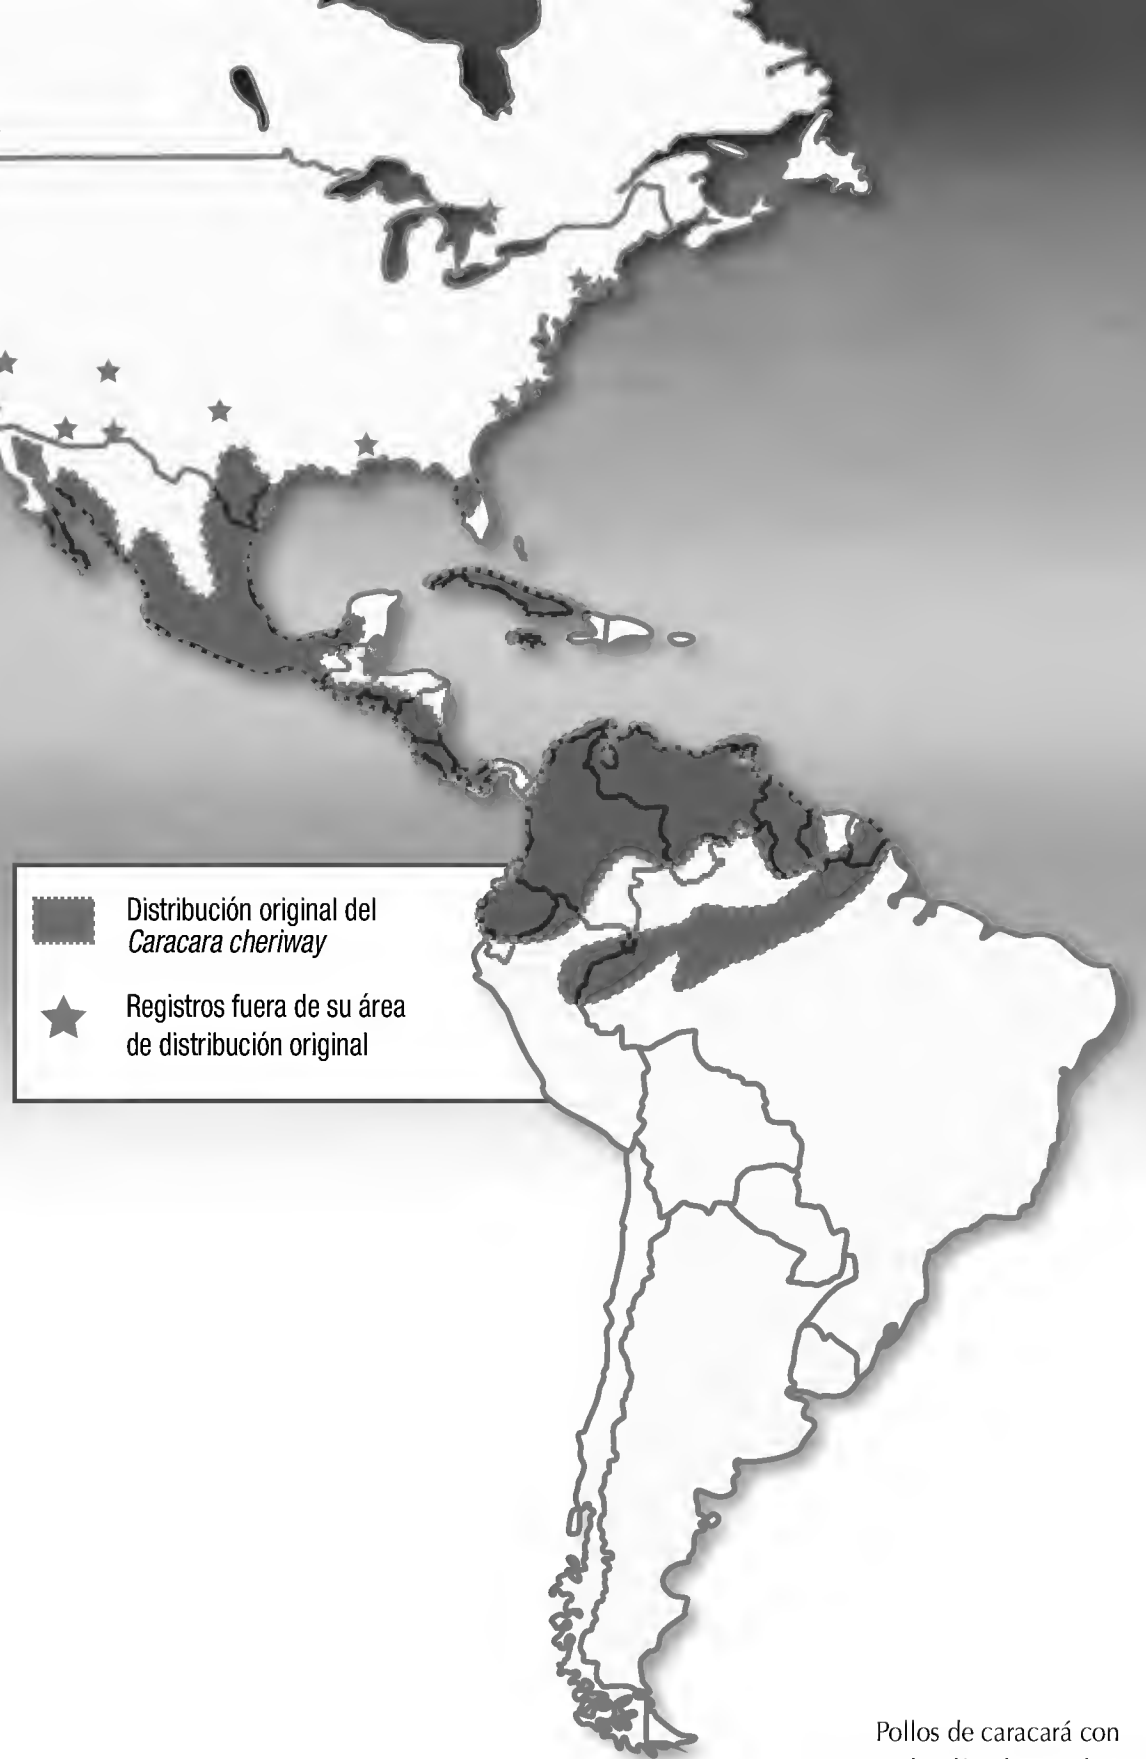 Distribución original del
Caracara cheriway
Registros fuera de su área
de distribución original
Pollos de caracará con